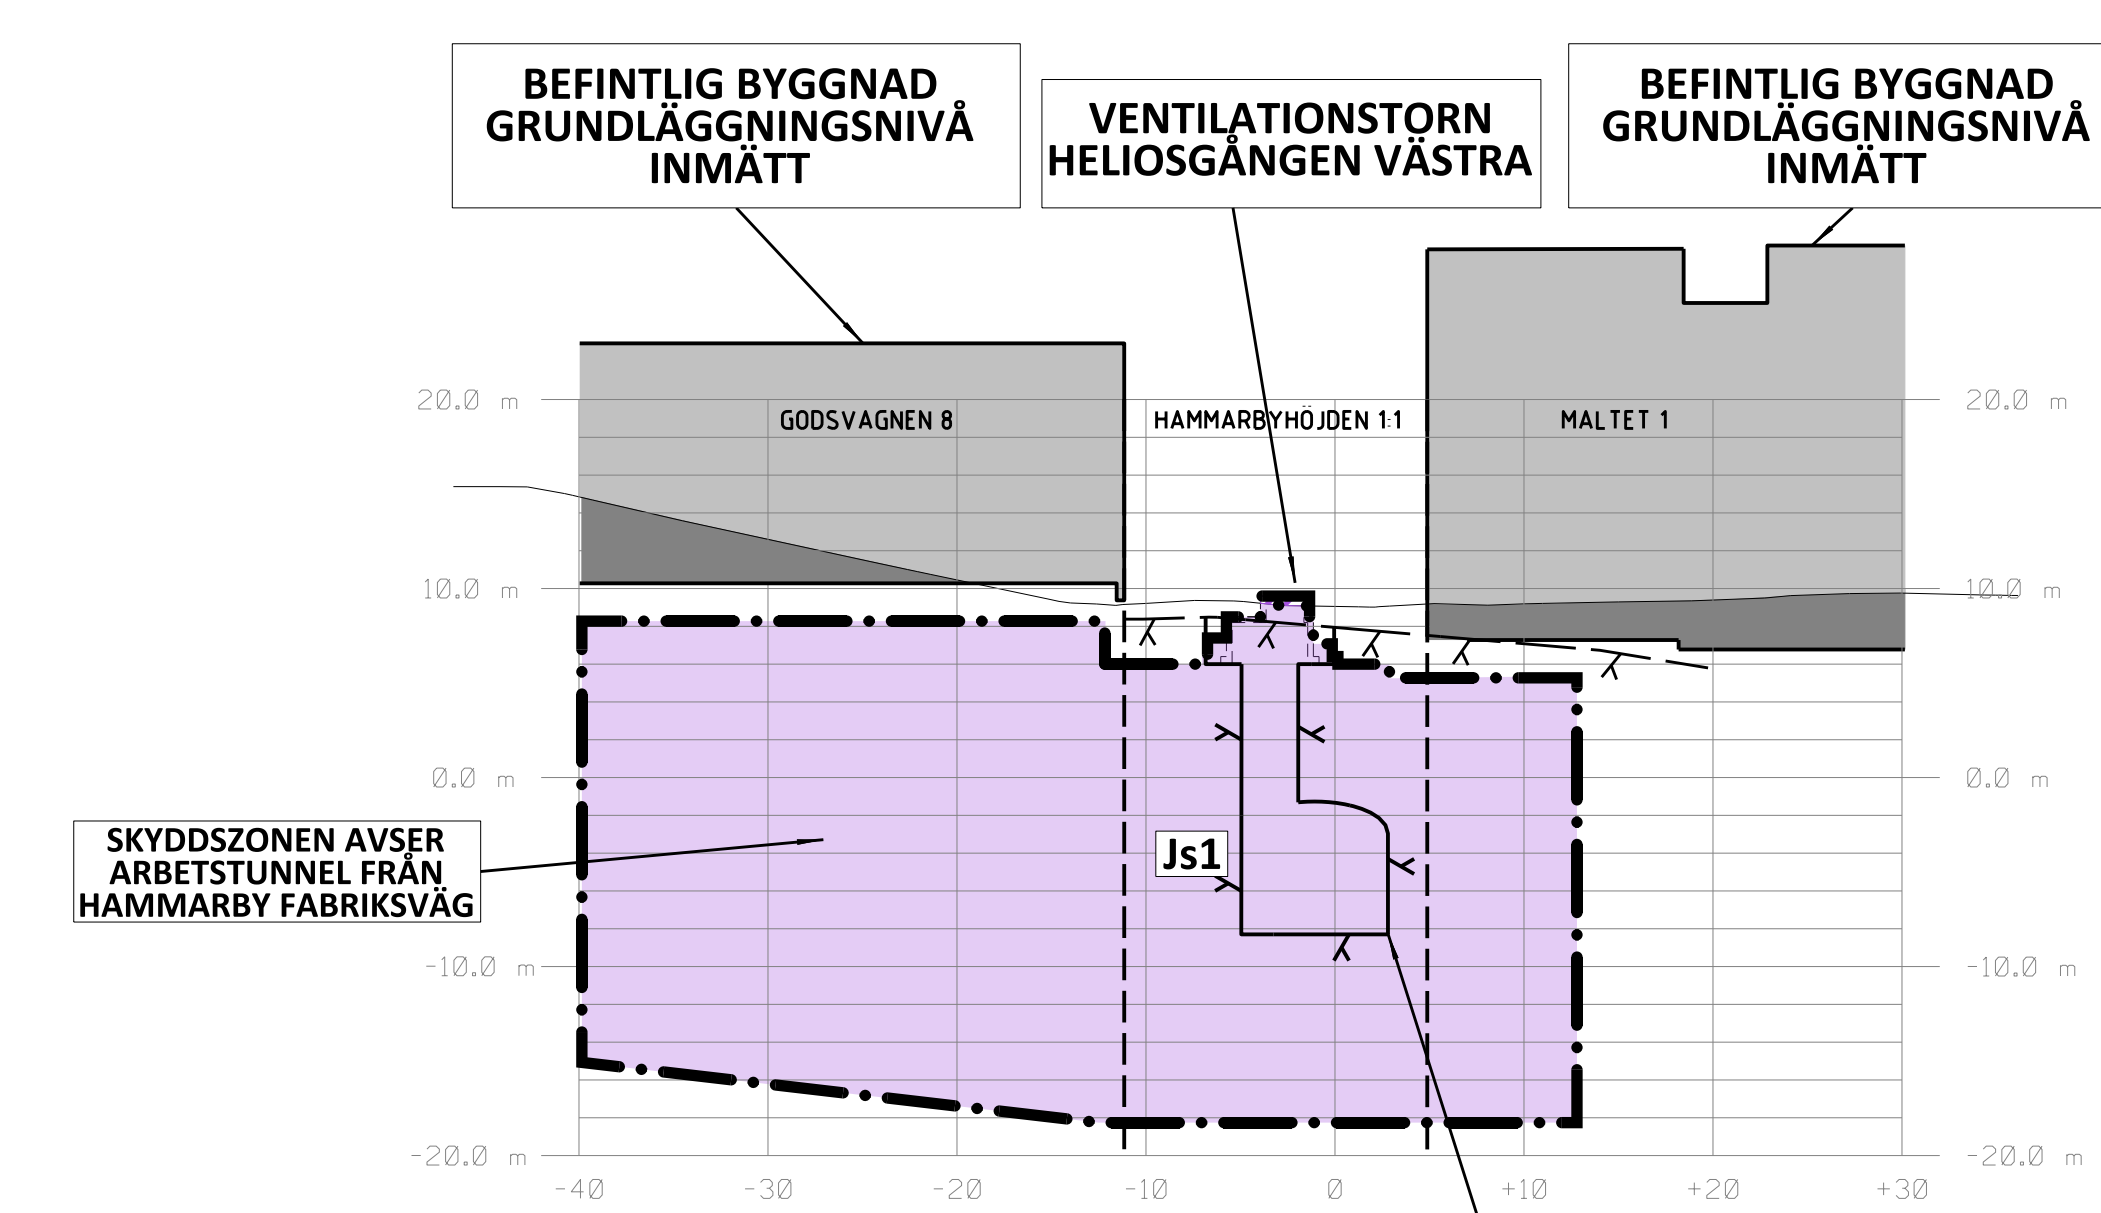 BEFINTLIG BYGGNAD
GRUNDLÄGGNINGSNIVÅ
INMÄTT
VENTILATIONSTORN
HELIOSGÅNGEN VÄSTRA
BEFINTLIG BYGGNAD
GRUNDLÄGGNINGSNIVÅ
INMÄTT
20.0 m
20.0 m
GODSVAGNEN 8
HAMMARBYHÖJDEN 1:1
MALTET 1
10.0 m
10.0 m
0.0 m
0.0 m
SKYDDSZONEN AVSER
ARBETSTUNNEL FRÅN
HAMMARBY FABRIKSVÄG
Js1
-10.0 m
-10.0 m
-20.0 m
-20.0 m
-40 -30 -20 -10 0 +10 +20 +30